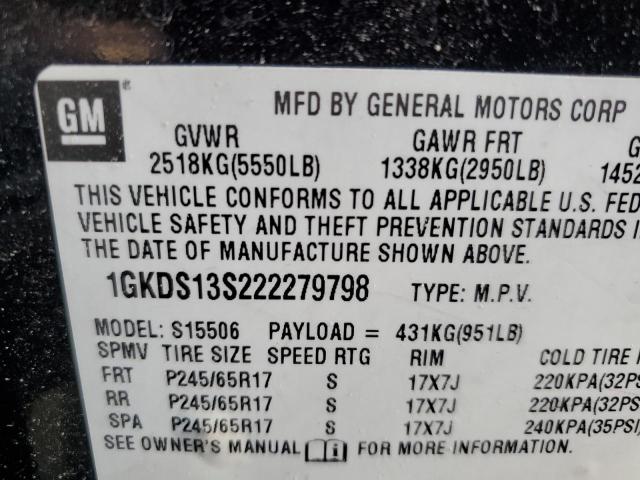 GM ®
MFD BY GENERAL MOTORS CORP
GVWR GAWR FRT G
2518KG(5550LB) 1338KG(2950LB) 1452
THIS VEHICLE CONFORMS TO ALL APPLICABLE U.S. FED
VEHICLE SAFETY AND THEFT PREVENTION STANDARDS I
THE DATE OF MANUFACTURE SHOWN ABOVE.
1GKDS13S222279798 TYPE: M.P.V.
MODEL: S15506 PAYLOAD = 431KG(951LB)
SPMV TIRE SIZE SPEED RTG RIM COLD TIRE
FRT P245/65R17 S 17X7J 220KPA(32PS
RR P245/65R17 S 17X7J 220KPA(32PS
SPA P245/65R17 S 17X7J 240KPA(35PSI)
SEE OWNER'S MANUAL i FOR MORE INFORMATION.